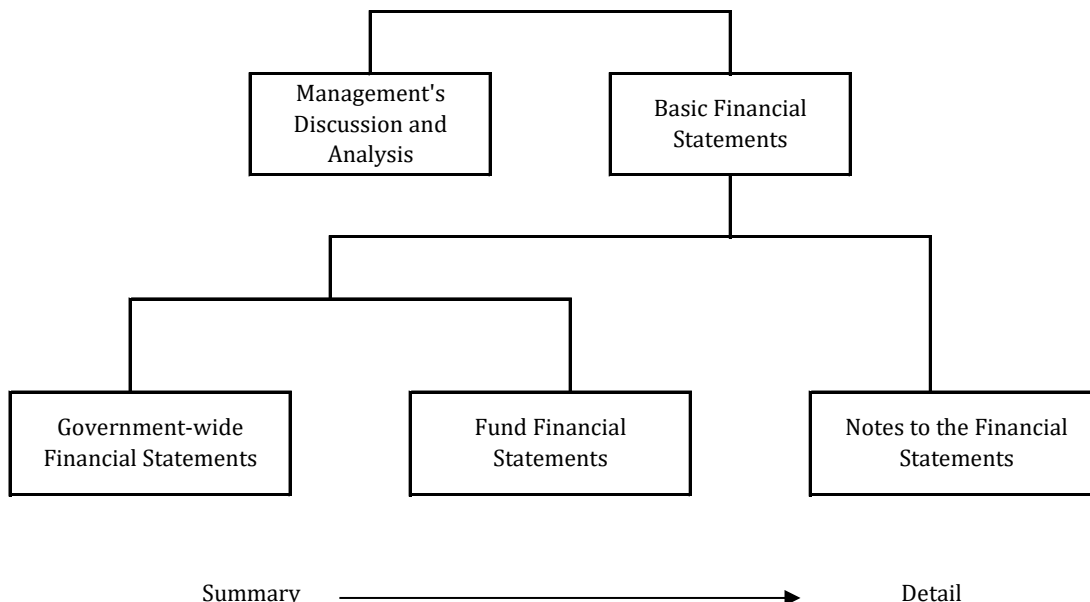 Management's
Discussion and
Analysis
Basic Financial
Statements
Government-wide
Financial Statements
Fund Financial
Statements
Notes to the Financial
Statements
Summary
Detail